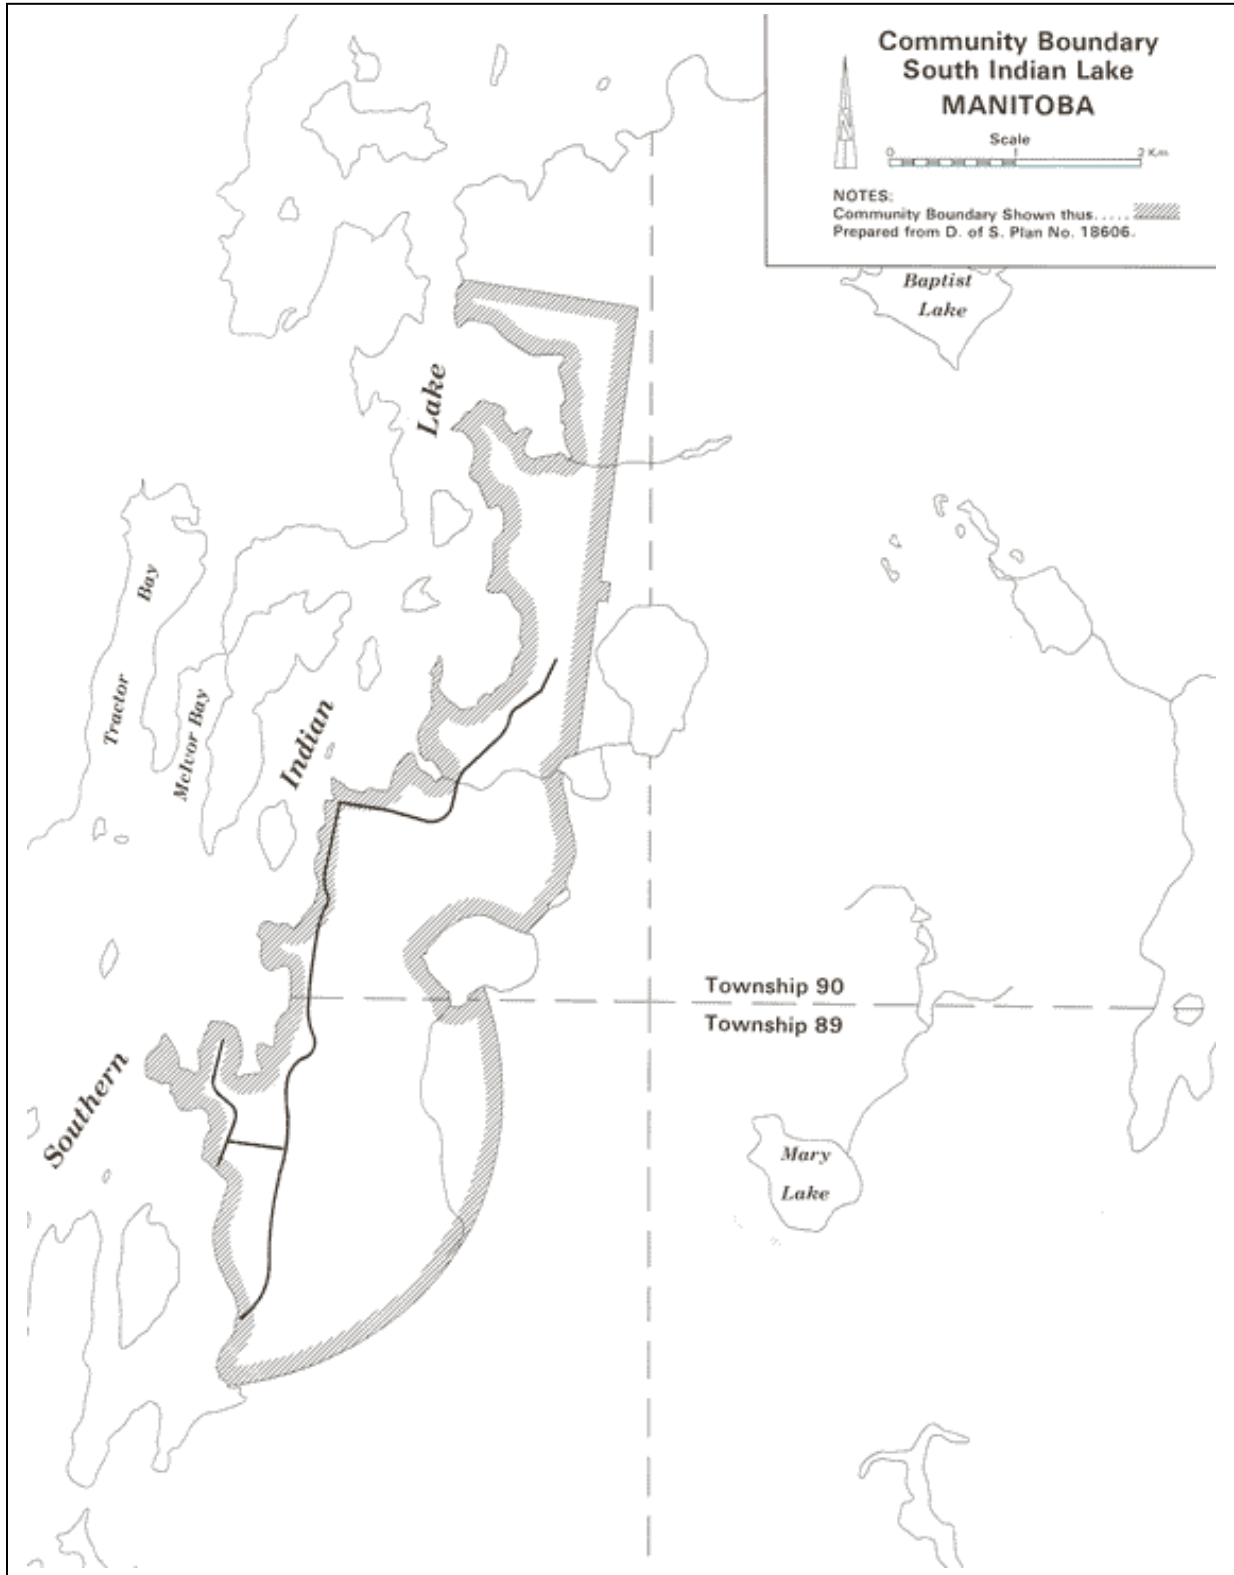 Community Boundary
South Indian Lake
MANITOBA
Scale
0 1 2 K.m
NOTES:
Community Boundary Shown thus.....
Prepared from D. of S. Plan No. 18606.
Baptist
Lake
Lake
Bay
Tractor
McIvor Bay
Indian
Township 90
Township 89
Southern
Mary
Lake